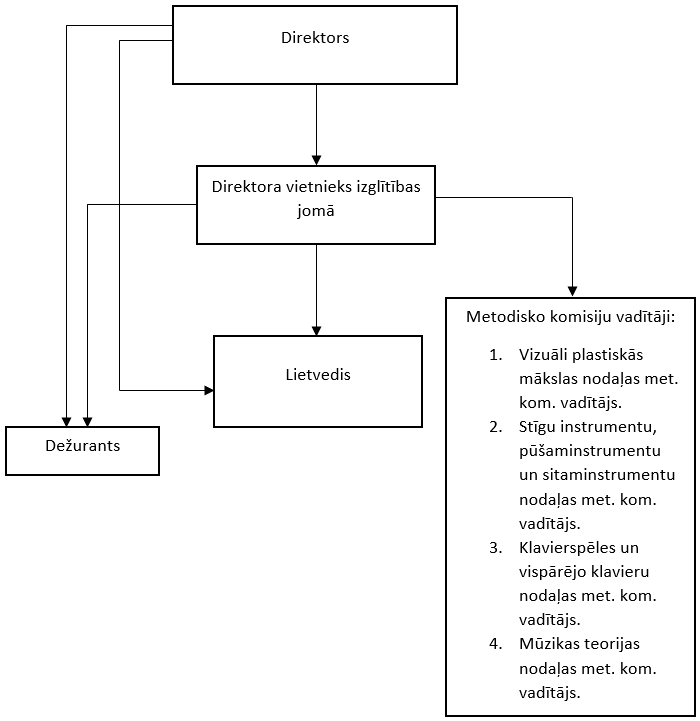 Direktors
Direktora vietnieks izglītības
jomā
Lietvedis
Dežurants
Metodisko komisiju vadītāji:
1. Vizuāli plastiskās
mākslas nodaļas met.
kom. vadītājs.
2. Stīgu instrumentu,
pūšaminstrumentu
un sitaminstrumentu
nodaļas met. kom.
vadītājs.
3. Klavierspēles un
vispārējo klavieru
nodaļas met. kom.
vadītājs.
4. Mūzikas teorijas
nodaļas met. kom.
vadītājs.